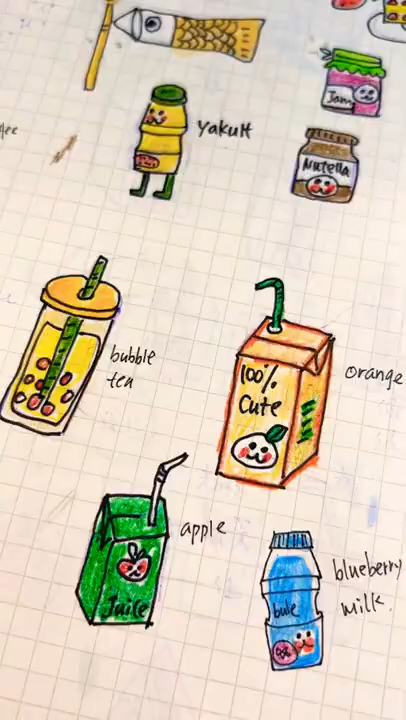 Jam
Yakult
Nutella
bubble
tea
100%
Cute
orange
apple
Juice
blueberry
milk.
bule